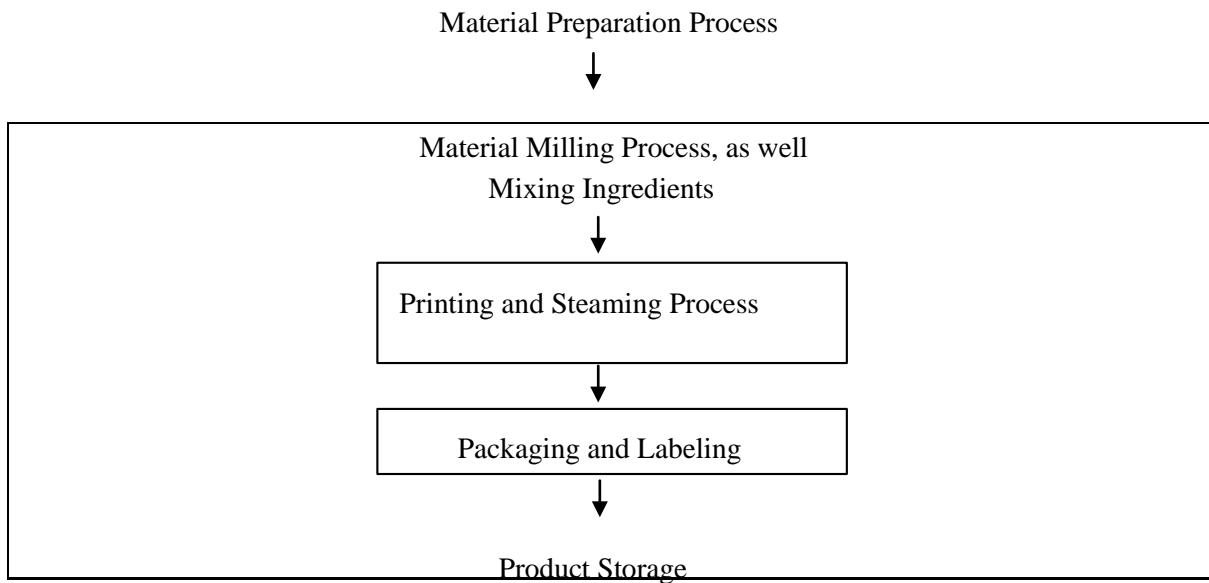 Material Preparation Process
Material Milling Process, as well
Mixing Ingredients
Printing and Steaming Process
Packaging and Labeling
Product Storage